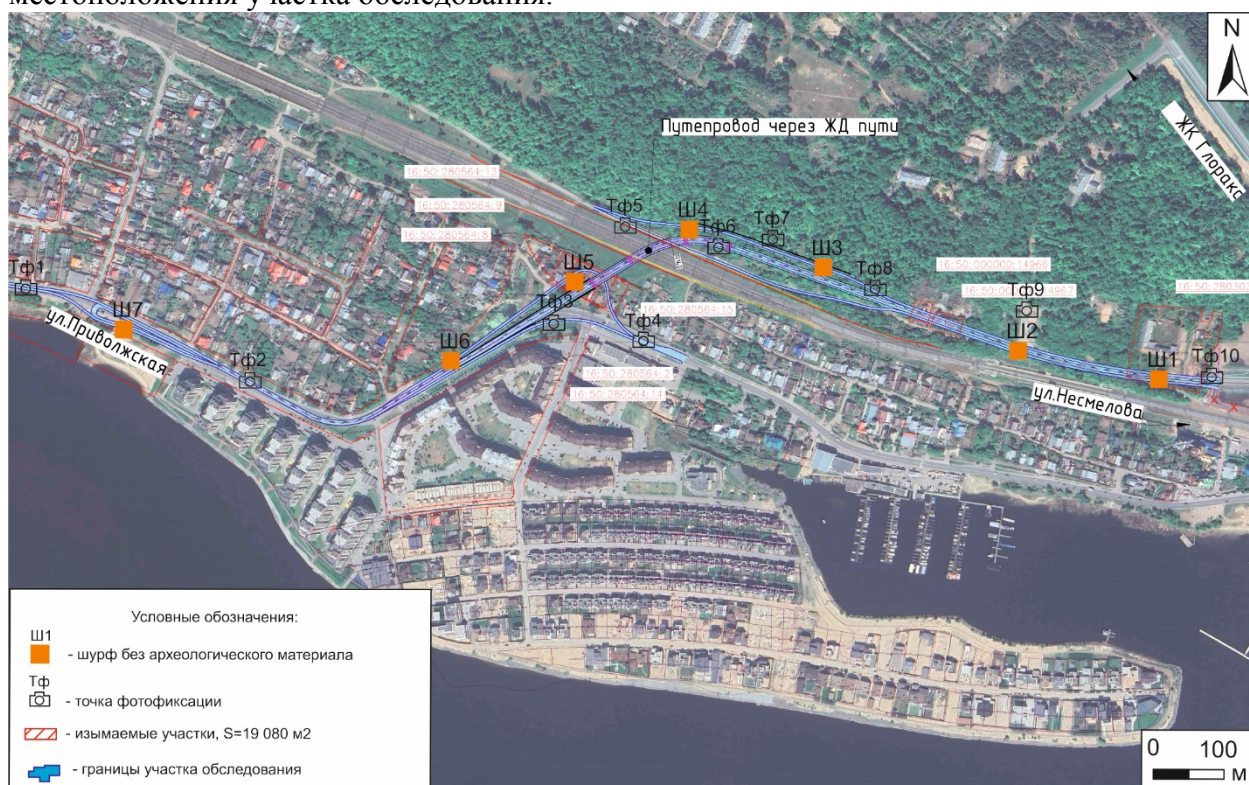 местоположения участка обследования.
N
Путепровод через ЖД пути
ЖК Глоракс
16:50:280564:13
16:50:280564:9
16:50:280564:8
Тф5
Ш4
Тф6
Тф7
Ш3
Тф8
16:50:000000:14966
16:50:280303
Тф1
Ш5
Тф3
16:50:280564:15
Тф4
Тф9
Ш7
ул.Приволжская
Тф2
Ш6
16:50:280564:2
16:50:280564:14
Ш2
Ш1
Тф10
ул.Несмелова
Условные обозначения:
Ш1
- шурф без археологического материала
Тф
- точка фотофиксации
- изымаемые участки, S=19 080 м2
- границы участка обследования
0 100
м